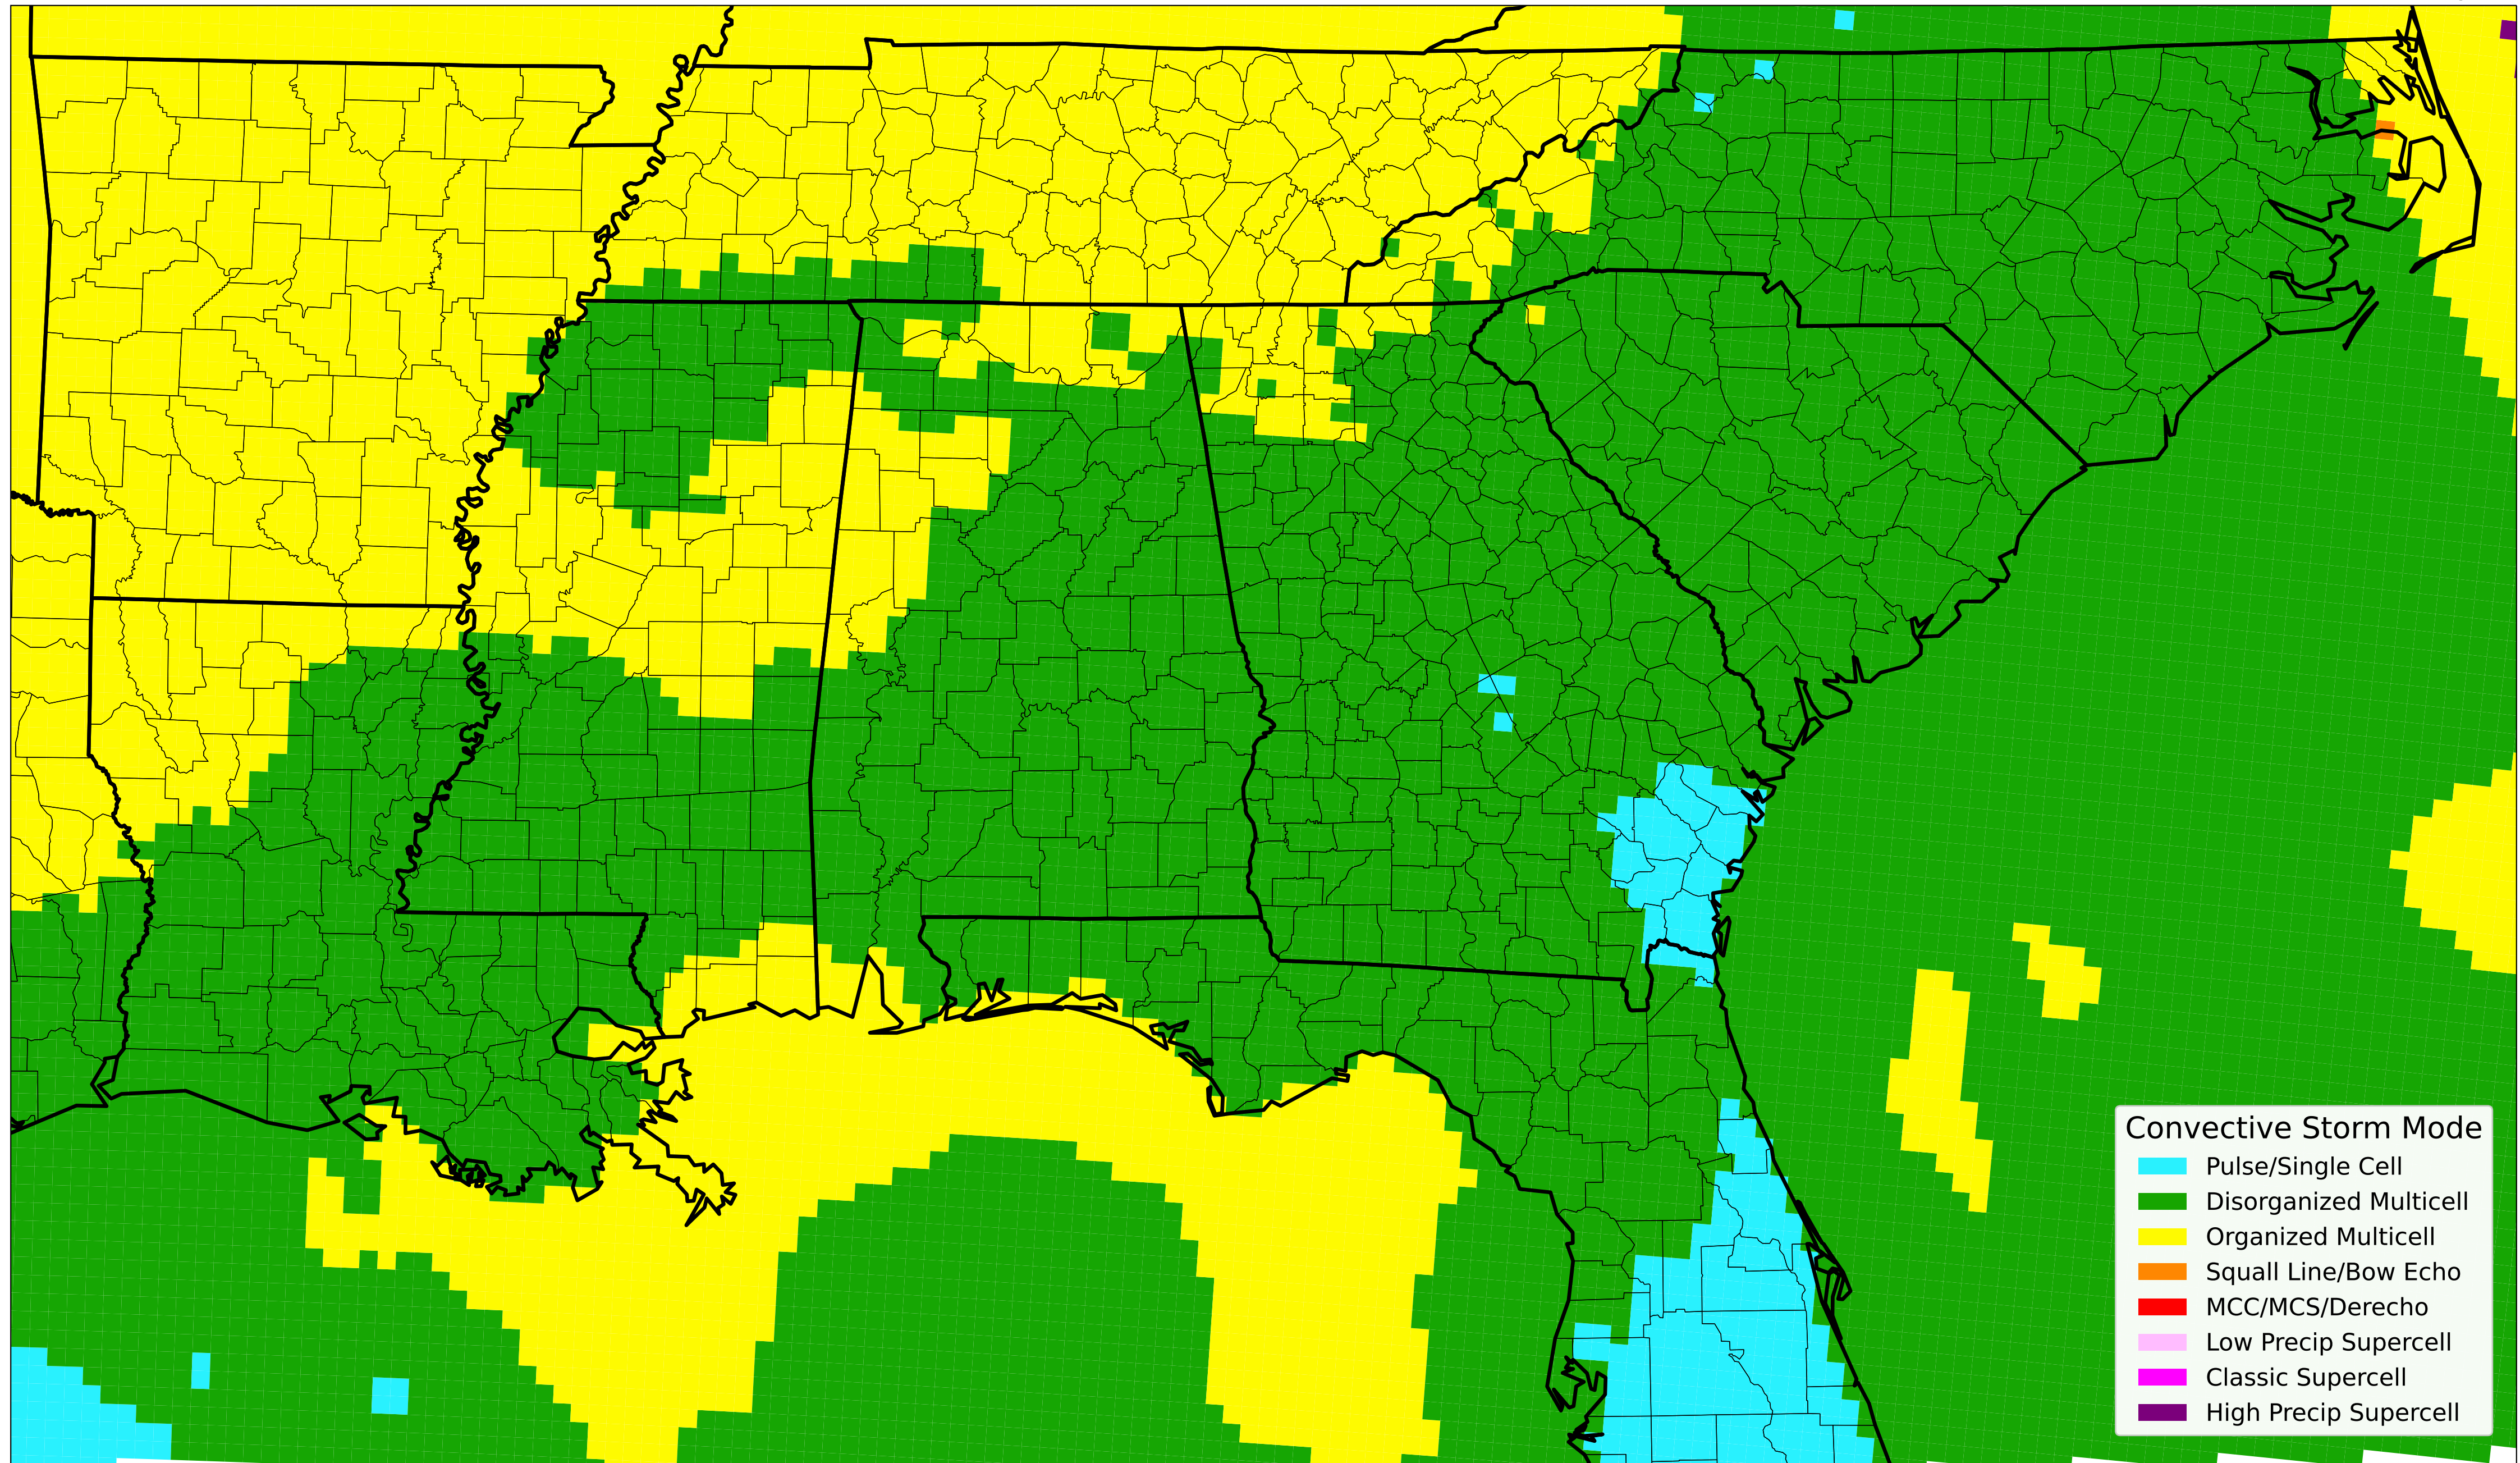 Convective Storm Mode
Pulse/Single Cell
Disorganized Multicell
Organized Multicell
Squall Line/Bow Echo
MCC/MCS/Derecho
Low Precip Supercell
Classic Supercell
High Precip Supercell